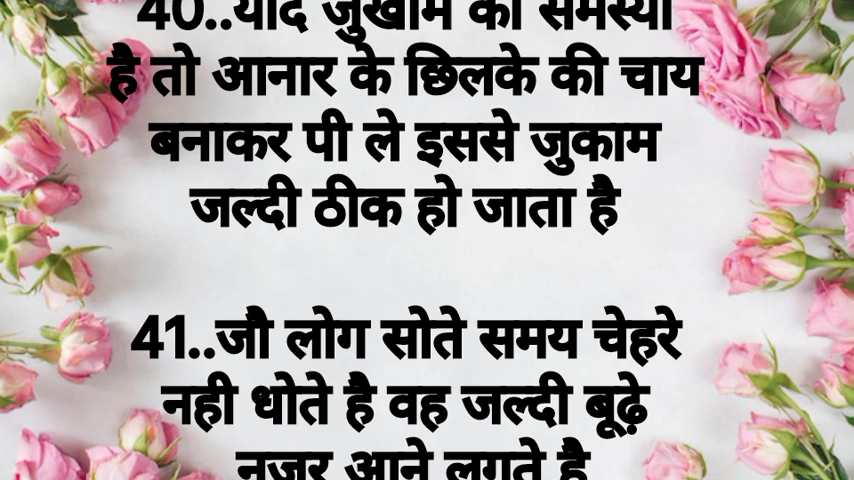 40..यदि जुखाम की समस्या
है तो आनार के छिलके की चाय
बनाकर पी ले इससे जुकाम
जल्दी ठीक हो जाता है
41..जौ लोग सोते समय चेहरे
नही धोते है वह जल्दी बूढ़े
नजर आने लगते है